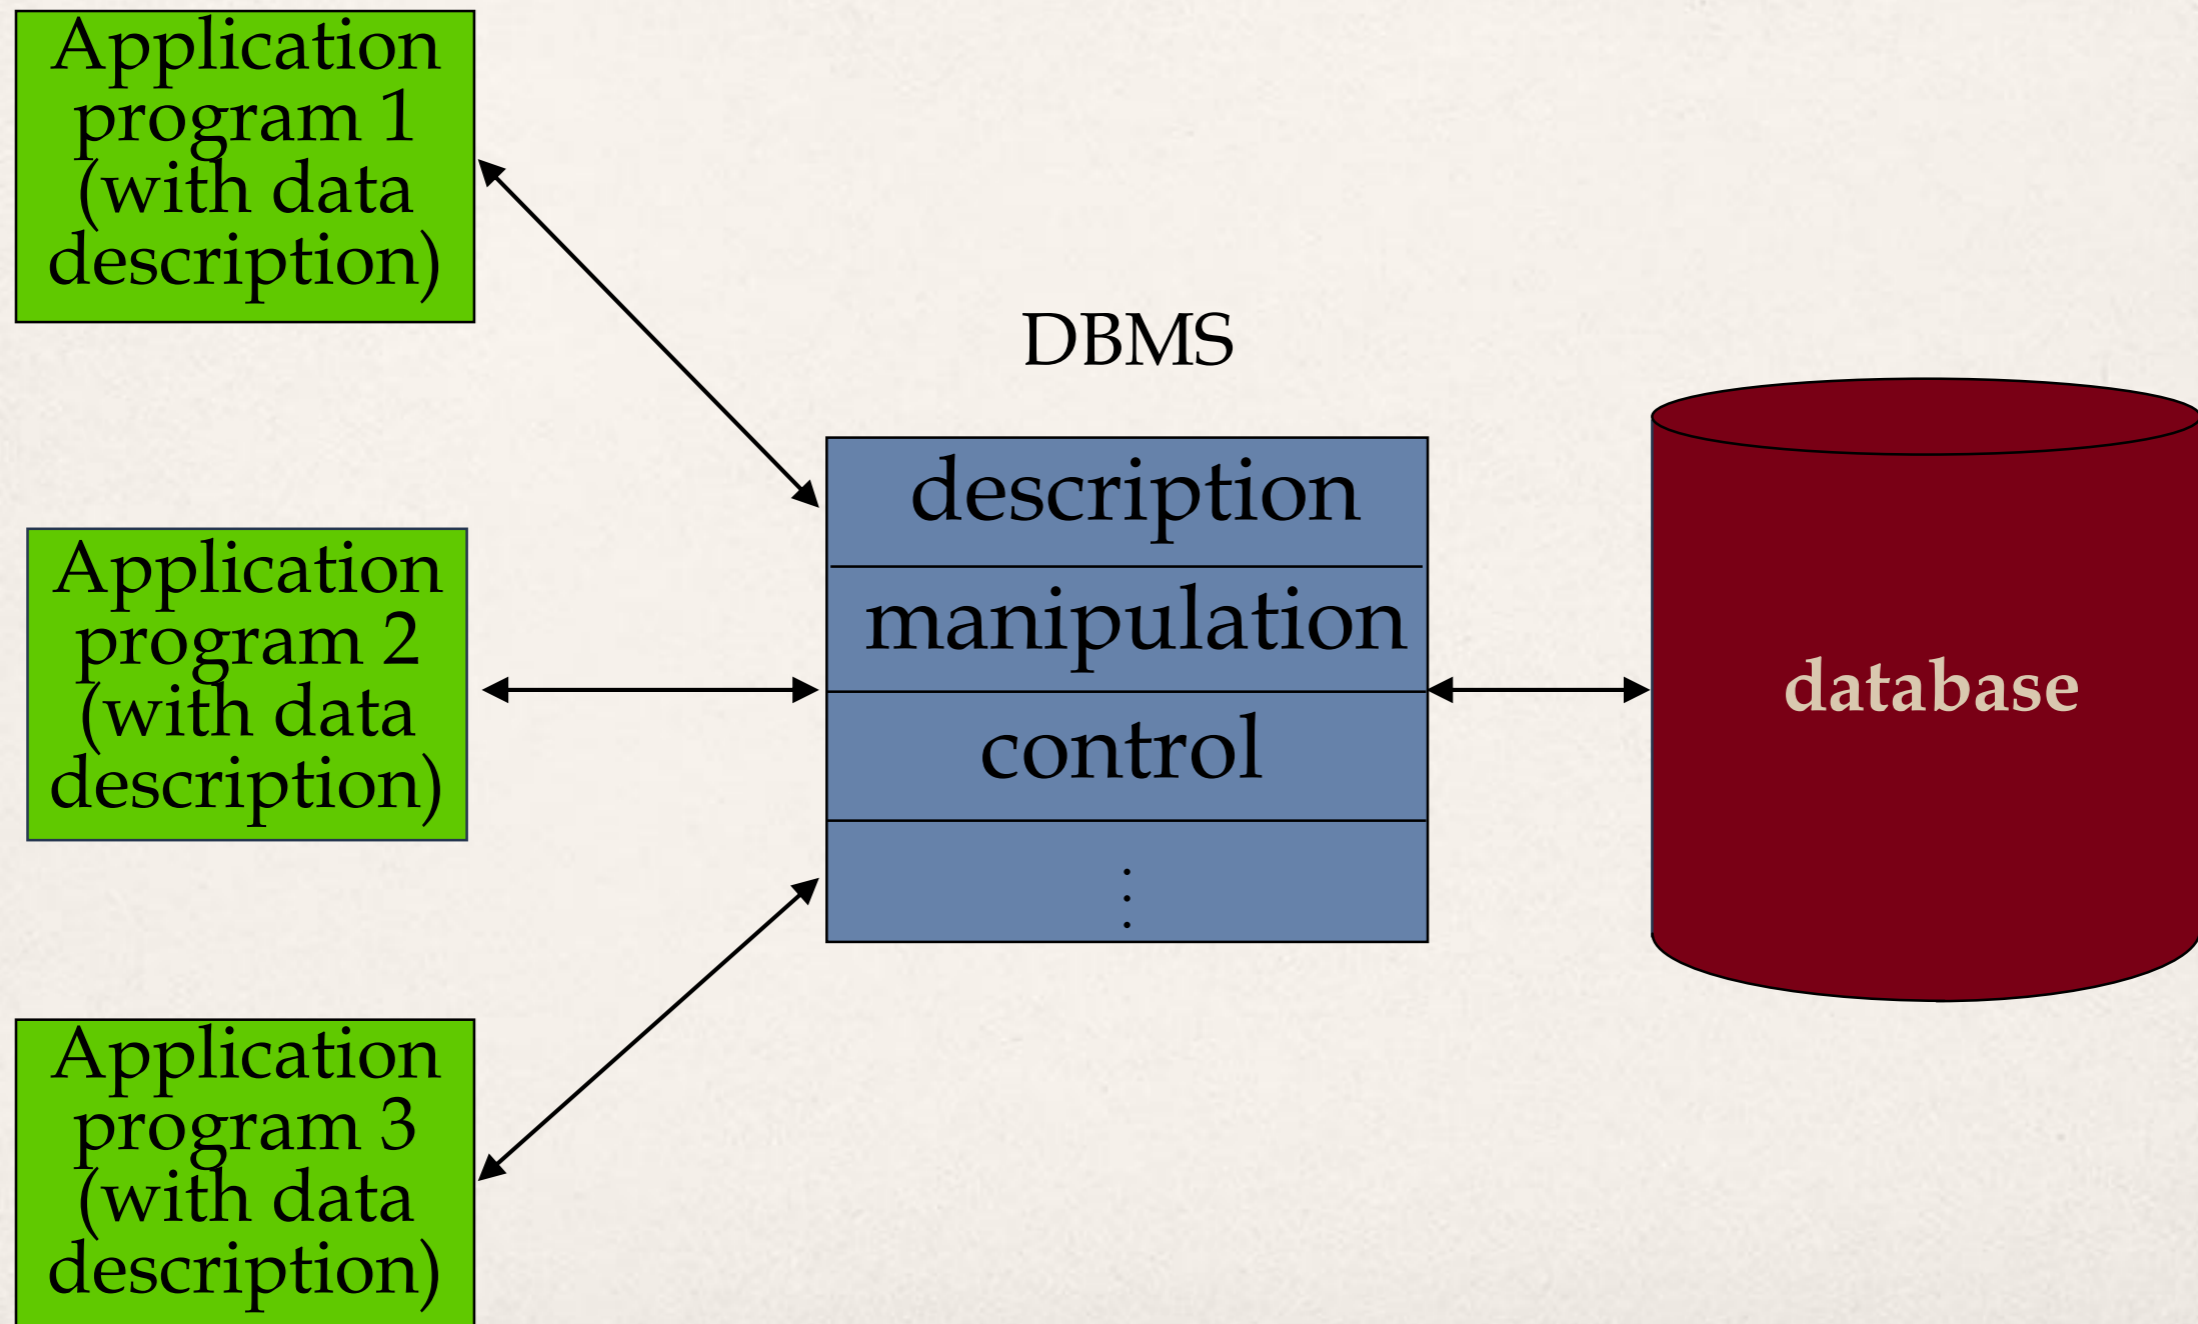 Application
program 1
(with data
description)
DBMS
description
manipulation
control
.
.
.
database
Application
program 2
(with data
description)
Application
program 3
(with data
description)